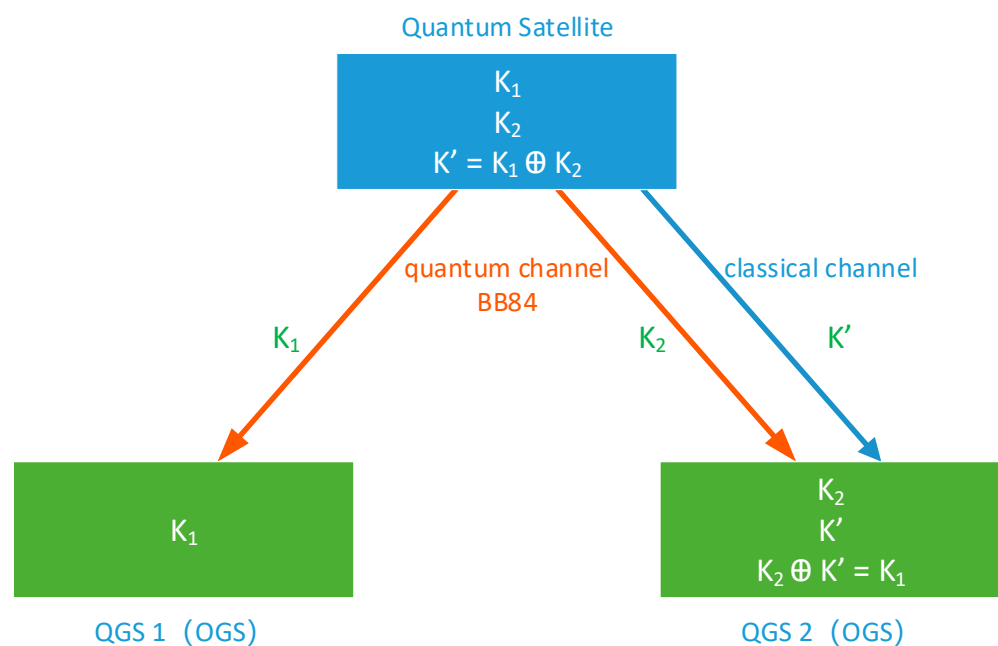 Quantum Satellite
K₁
K₂
K’ = K₁ ⊕ K₂
quantum channel
BB84
classical channel
K₁
K₂
K’
K₁
K₂
K’
K₂ ⊕ K’ = K₁
QGS 1（OGS）
QGS 2（OGS）